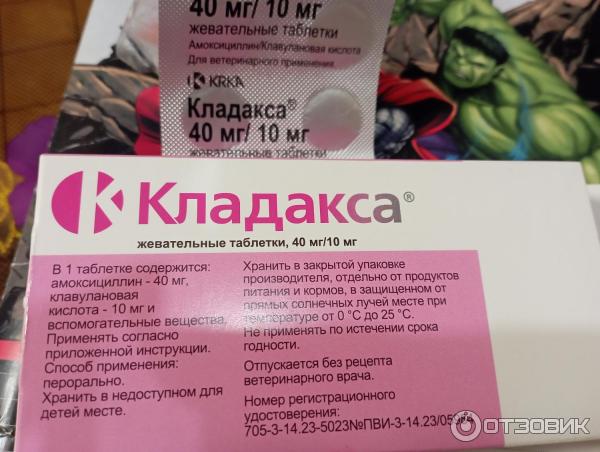 40 мг/ 10 мг
жевательные таблетки
Амоксициллин/Клавулановая кислота
Для ветеринарного применения
KRKA
Кладакса®
40 мг/ 10 мг
жевательные таблетки
Кладакса®
жевательные таблетки, 40 мг/10 мг
В 1 таблетке содержится:
амоксициллин - 40 мг,
клавулановая
кислота - 10 мг и
вспомогательные вещества.
Применять согласно
приложенной инструкции.
Способ применения:
перорально.
Хранить в недоступном для
детей месте.
Хранить в закрытой упаковке
производителя, отдельно от продуктов
питания и кормов, в защищенном от
прямых солнечных лучей месте при
температуре от 0 °С до 25 °С.
Не применять по истечении срока
годности.
Отпускается без рецепта
ветеринарного врача.
Номер регистрационного
удостоверения:
705-3-14.23-5023№ПВИ-3-14.23/05
ОТЗОВИК